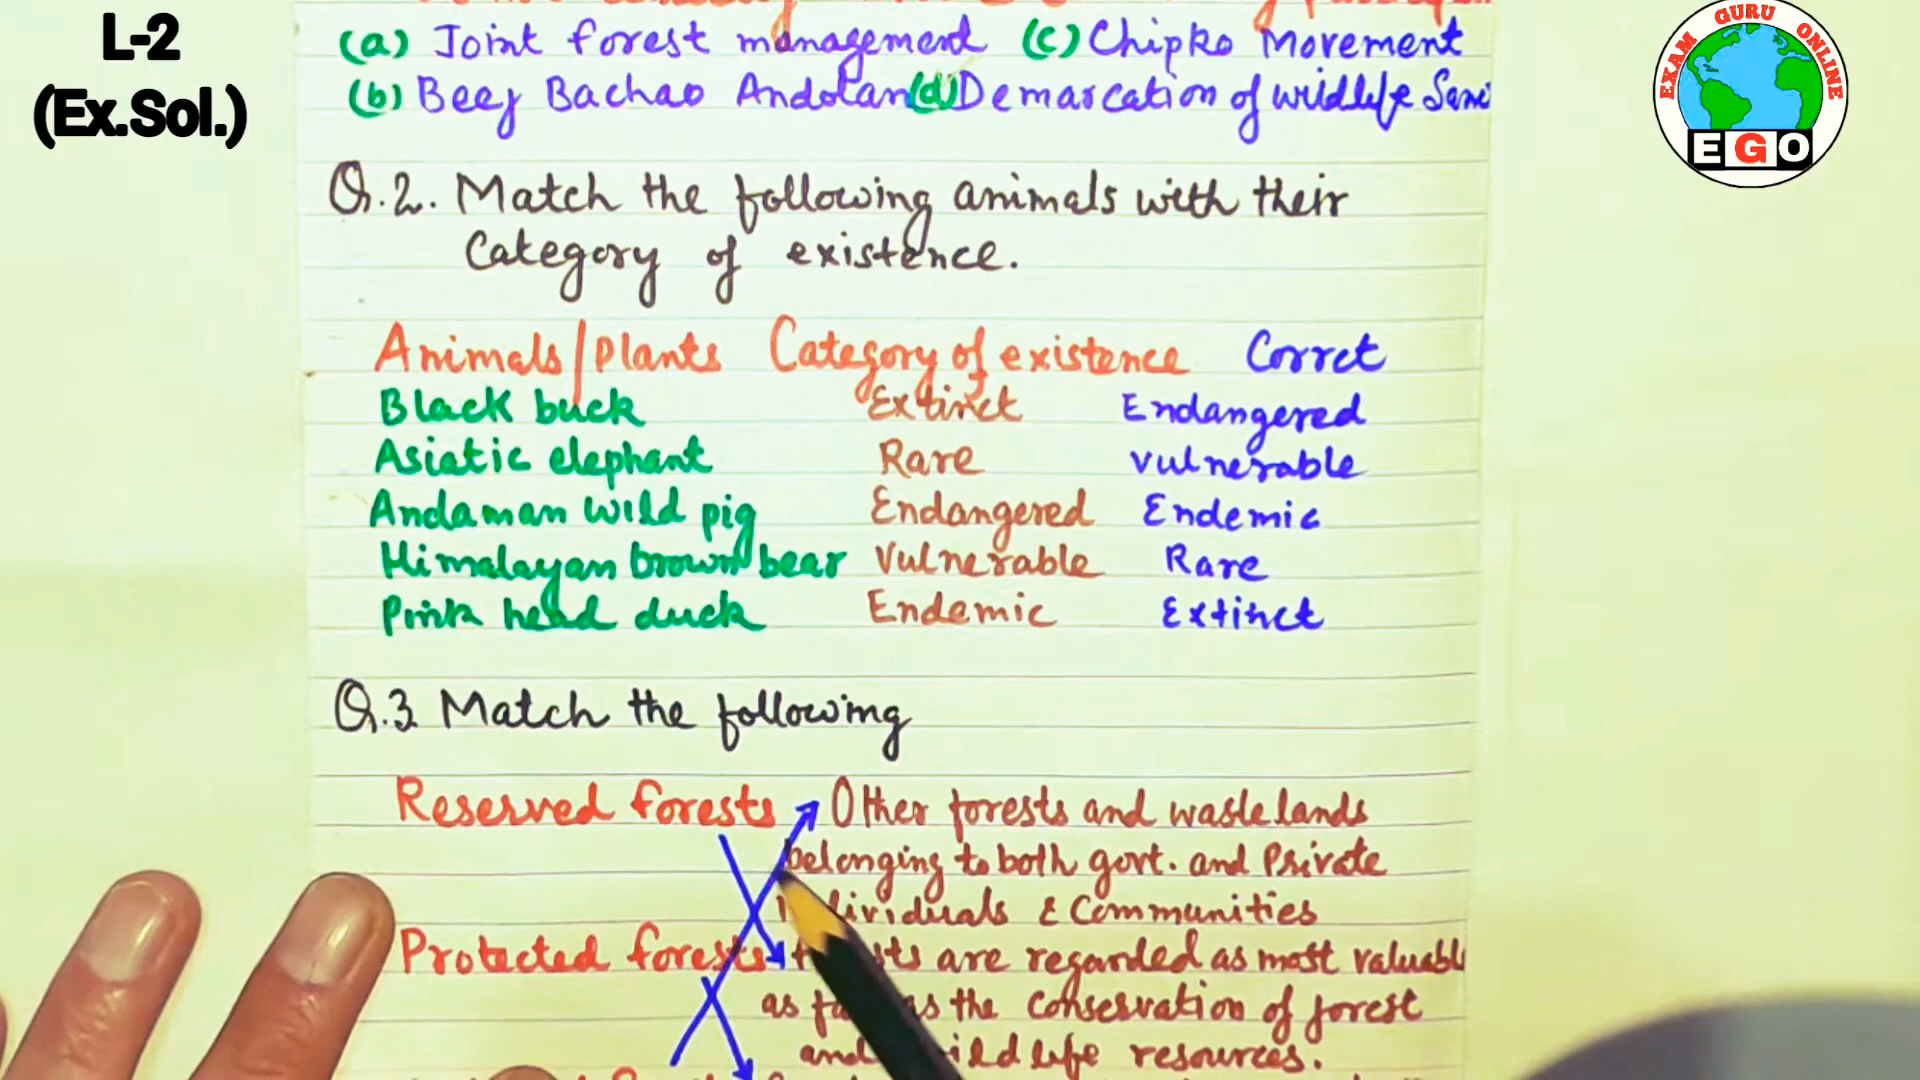 L-2
(Ex.Sol.)
EXAM GURU ONLINE
EGO
(a) Joint forest management (c) Chipko Movement
(b) Beej Bachao Andolan (d) Demarcation of wildlife Sanc
Q.2. Match the following animals with their
Category of existence.
Animals/Plants Category of existence Corret
Black buck Extinct Endangered
Asiatic elephant Rare vulnerable
Andaman wild pig Endangered Endemic
Himalayan brown bear Vulnerable Rare
Pink head duck Endemic Extinct
Q.3 Match the following
Reserved forests Other forests and waste lands
belonging to both govt. and Private
individuals & Communities
Protected forests are regarded as most valuabl
as the conservation of forest
and life resources.